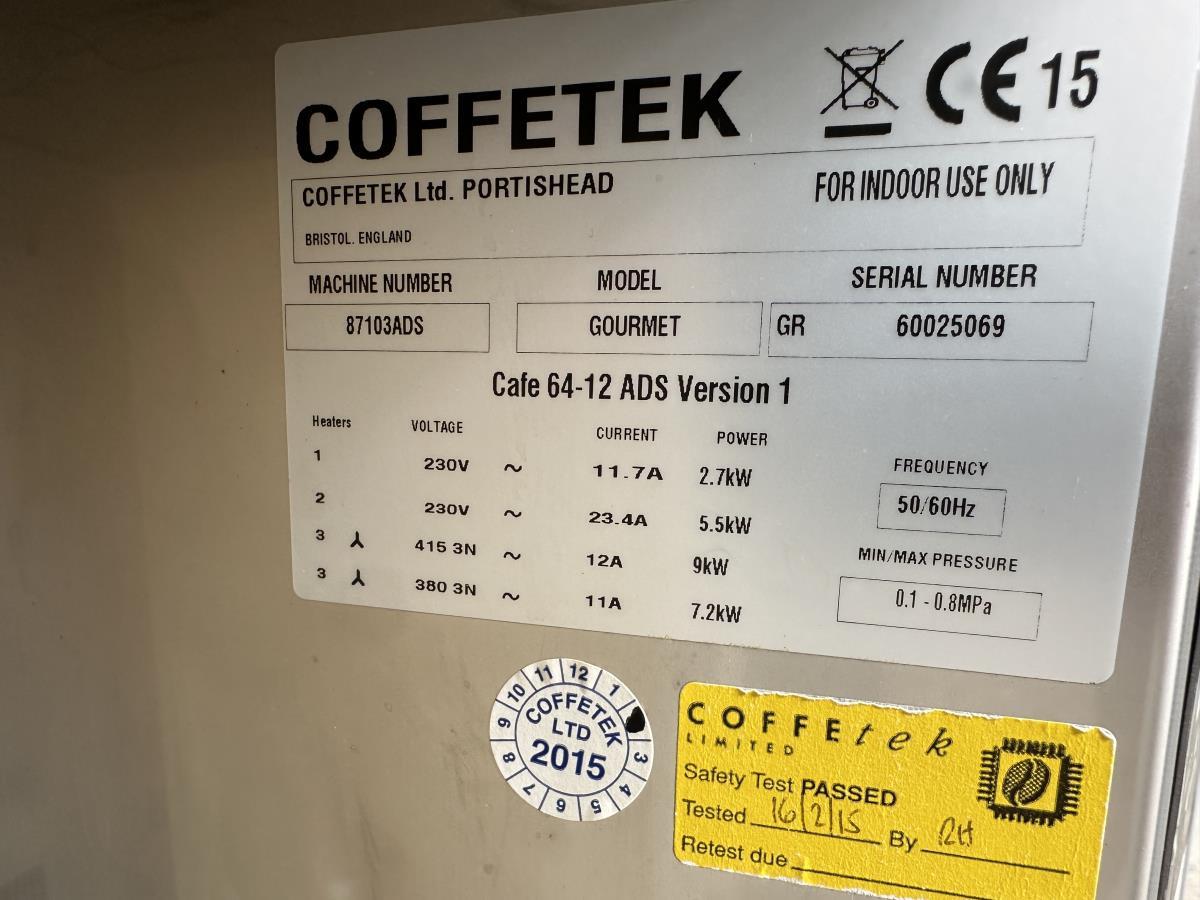 COFFETEK
CE 15
COFFETEK Ltd. PORTISHEAD
FOR INDOOR USE ONLY
BRISTOL. ENGLAND
MACHINE NUMBER MODEL SERIAL NUMBER
87103ADS GOURMET GR 60025069
Cafe 64-12 ADS Version 1
Heaters VOLTAGE CURRENT POWER
1 230V ~ 11.7A 2.7kW
2 230V ~ 23.4A 5.5kW
3 415 3N ~ 12A 9kW
3 380 3N ~ 11A 7.2kW
FREQUENCY
50/60Hz
MIN/MAX PRESSURE
0.1 - 0.8MPa
10 11 12 1 3 4 5 6 7 8 9
COFFETEK
LTD
2015
COFFEtek
LIMITED
Safety Test PASSED
Tested 16/2/15 By RH
Retest due